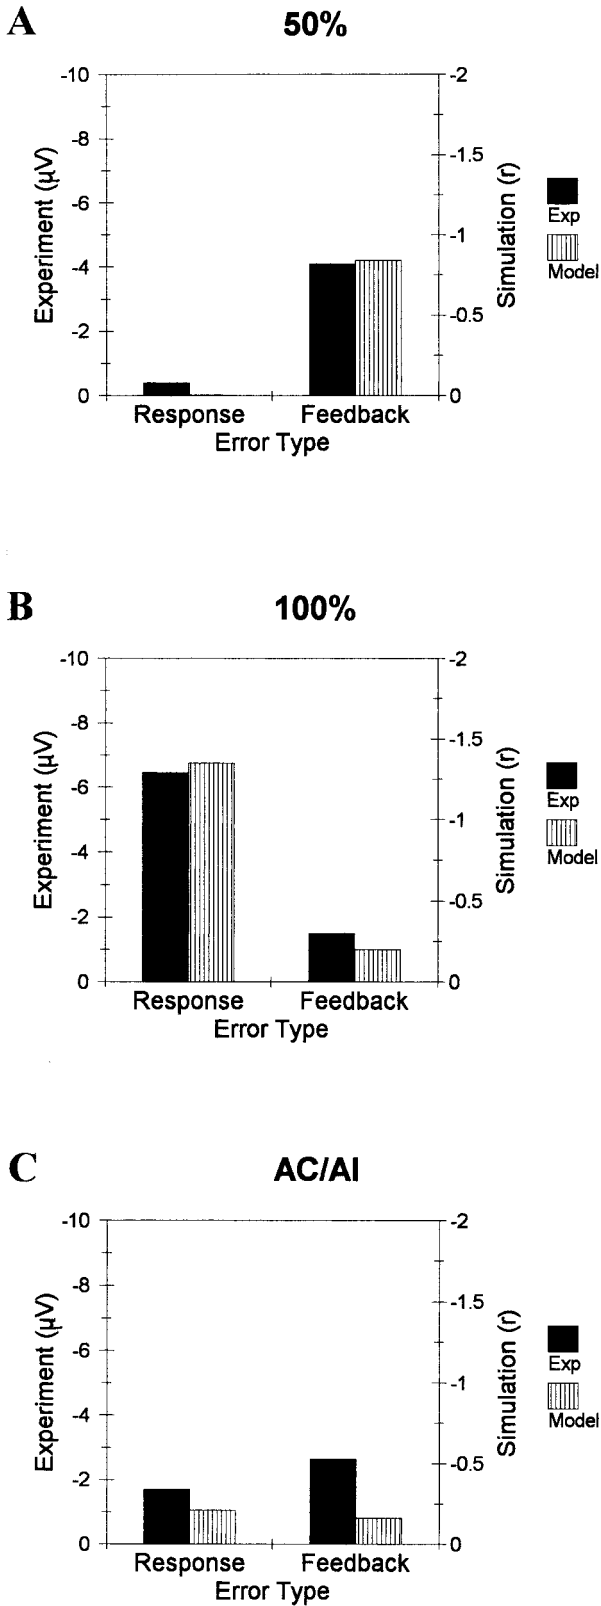 A
50%
-10
-8
-6
-4
-2
0
Experiment (µV)
-2
-1.5
-1
-0.5
0
Simulation (r)
Exp
Model
Response
Feedback
Error Type
B
100%
-10
-8
-6
-4
-2
0
Experiment (µV)
-2
-1.5
-1
-0.5
0
Simulation (r)
Exp
Model
Response
Feedback
Error Type
C
AC/AI
-10
-8
-6
-4
-2
0
Experiment (µV)
-2
-1.5
-1
-0.5
0
Simulation (r)
Exp
Model
Response
Feedback
Error Type